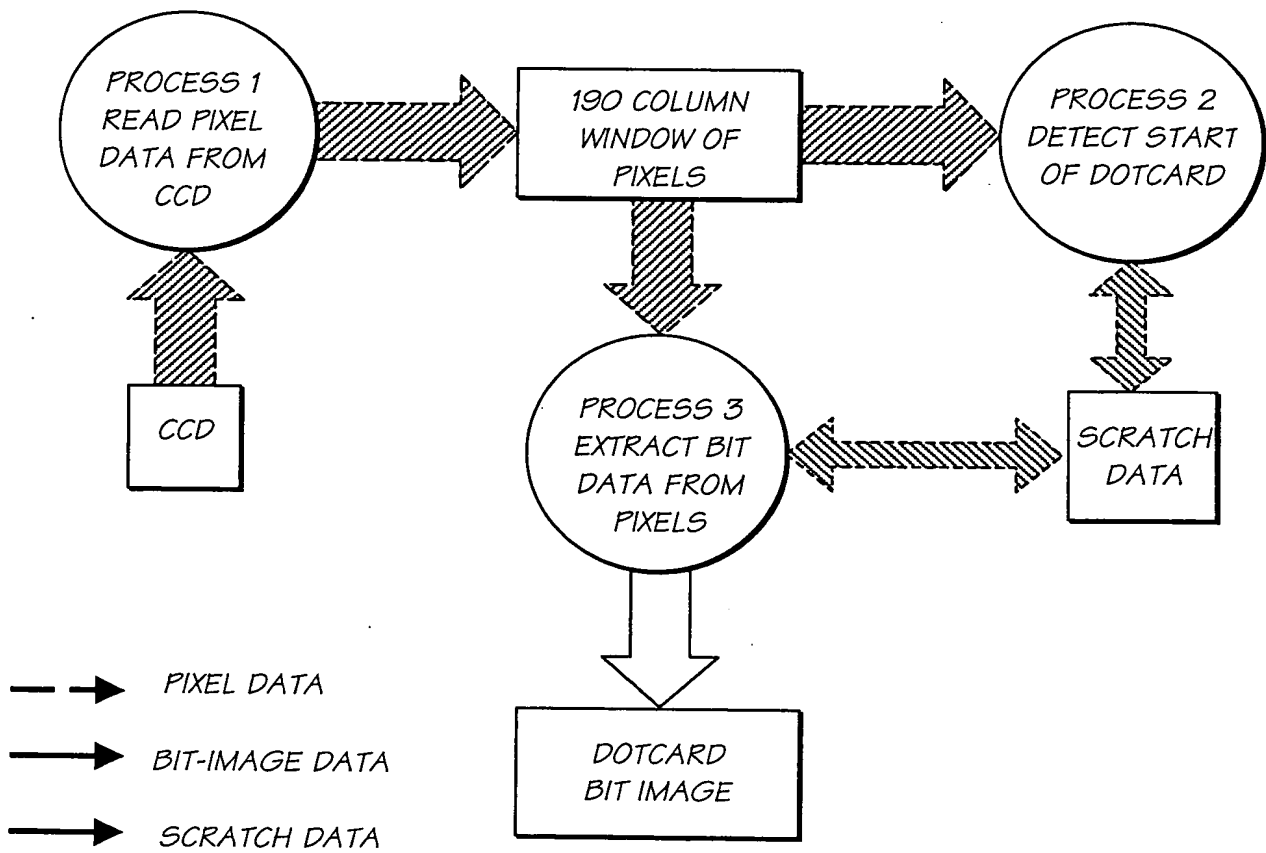 PROCESS 1
READ PIXEL
DATA FROM
CCD
190 COLUMN
WINDOW OF
PIXELS
PROCESS 2
DETECT START
OF DOTCARD
CCD
PROCESS 3
EXTRACT BIT
DATA FROM
PIXELS
SCRATCH
DATA
PIXEL DATA
BIT-IMAGE DATA
SCRATCH DATA
DOTCARD
BIT IMAGE